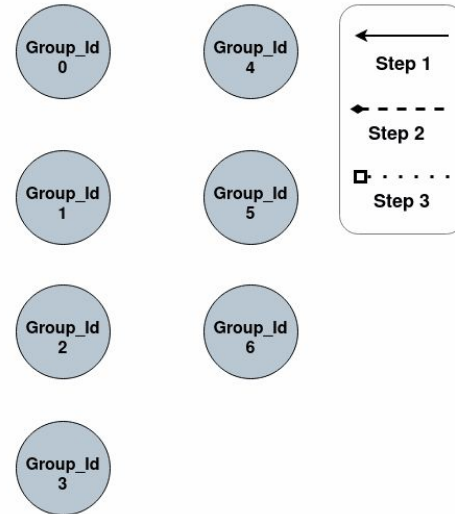 Group_Id
0
Group_Id
4
Step 1
Step 2
Group_Id
1
Group_Id
5
Step 3
Group_Id
2
Group_Id
6
Group_Id
3